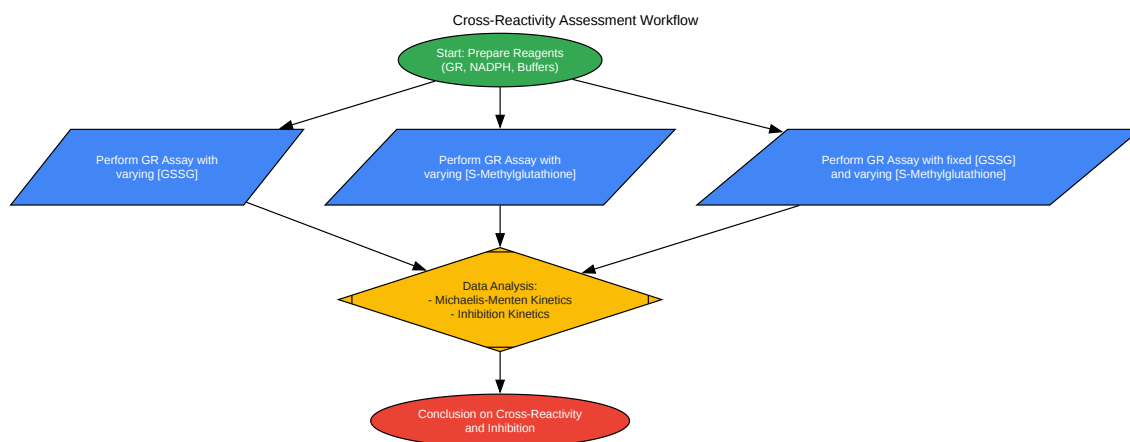 Cross-Reactivity Assessment Workflow
Start: Prepare Reagents
(GR, NADPH, Buffers)
Perform GR Assay with
varying [GSSG]
Perform GR Assay with
varying [S-Methylglutathione]
Perform GR Assay with fixed [GSSG]
and varying [S-Methylglutathione]
Data Analysis:
- Michaelis-Menten Kinetics
- Inhibition Kinetics
Conclusion on Cross-Reactivity
and Inhibition